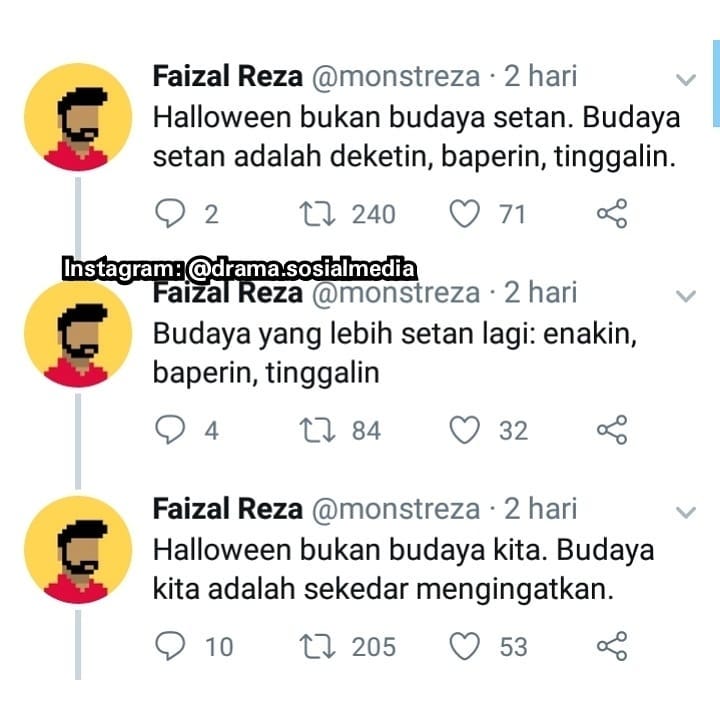 Faizal Reza @monstreza · 2 hari
Halloween bukan budaya setan. Budaya
setan adalah deketin, baperin, tinggalin.
2 240 71
Instagram: @drama.sosialmedia
Faizal Reza @monstreza · 2 hari
Budaya yang lebih setan lagi: enakin,
baperin, tinggalin
4 84 32
Faizal Reza @monstreza · 2 hari
Halloween bukan budaya kita. Budaya
kita adalah sekedar mengingatkan.
10 205 53